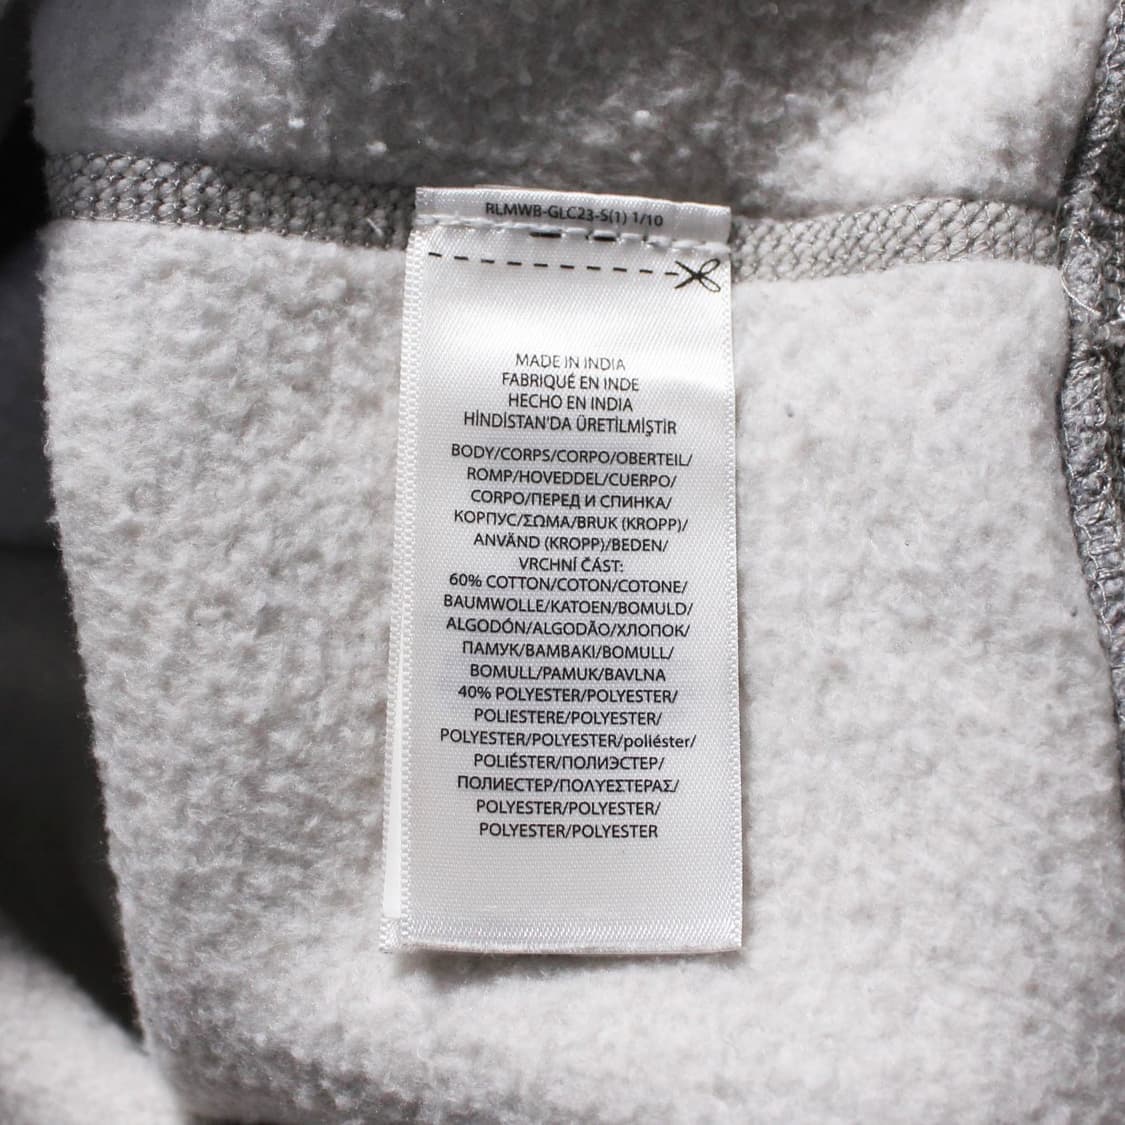 RLMWB-GLC23-S(1) 1/10
MADE IN INDIA
FABRIQUÉ EN INDE
HECHO EN INDIA
HİNDİSTAN'DA ÜRETİLMİŞTİR
BODY/CORPS/CORPO/OBERTEIL/
ROMP/HOVEDDEL/CUERPO/
CORPO/ПЕРЕД И СПИНКА/
КОРПУС/ΣΩΜΑ/BRUK (KROPP)/
ANVÄND (KROPP)/BEDEN/
VRCHNÍ ČÁST:
60% COTTON/COTON/COTONE/
BAUMWOLLE/KATOEN/BOMULD/
ALGODÓN/ALGODÃO/ХЛОПОК/
ПАМУК/ΒΑΜΒΑΚΙ/BOMULL/
BOMULL/PAMUK/BAVLNA
40% POLYESTER/POLYESTER/
POLIESTERE/POLYESTER/
POLYESTER/POLYESTER/poliéster/
POLIÉSTER/ПОЛИЭСТЕР/
ПОЛИЕСТЕР/ΠΟΛΥΕΣΤΕΡΑΣ/
POLYESTER/POLYESTER/
POLYESTER/POLYESTER